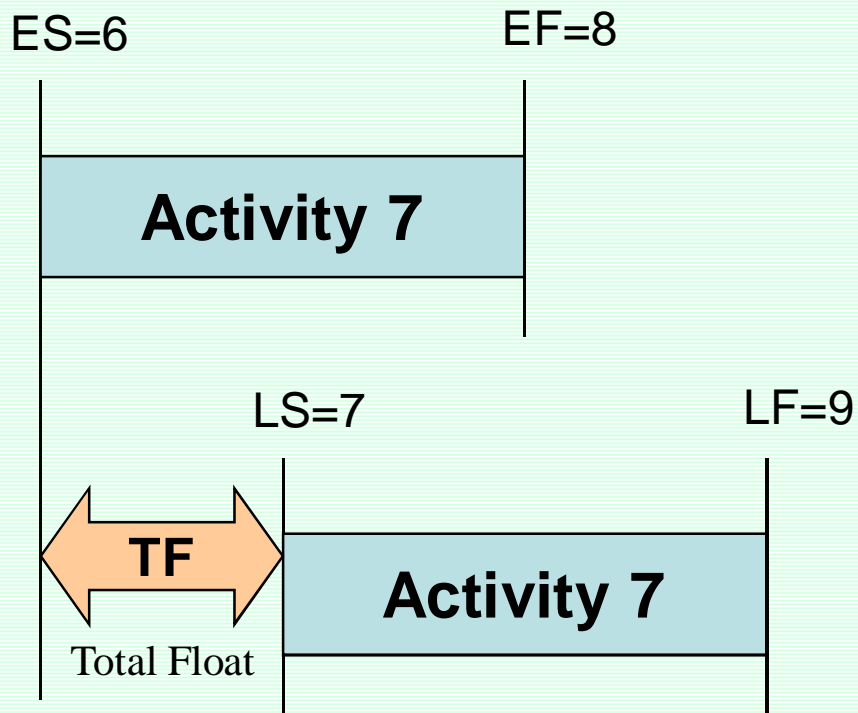 ES=6
EF=8
Activity 7
LS=7
LF=9
TF
Activity 7
Total Float